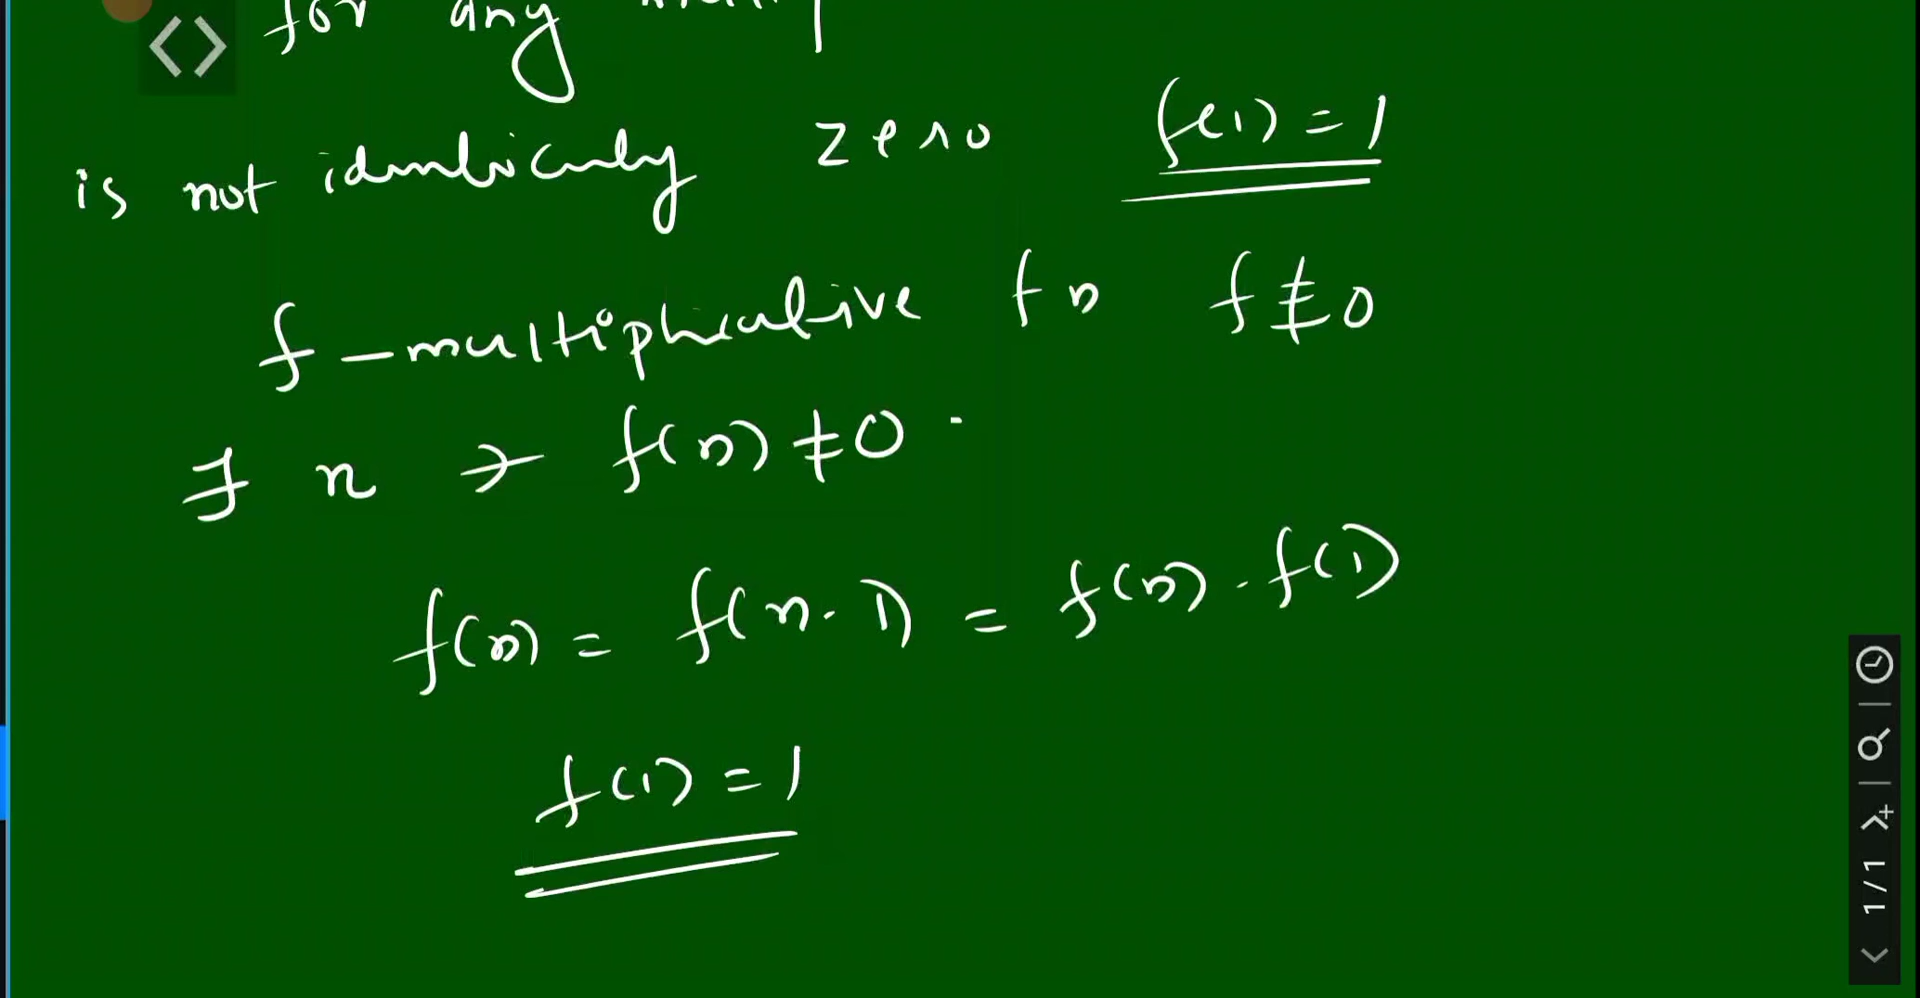 for any
is not identically zero f(1) = 1
f - multiplicative fn f ≢ 0
∃ n ∋ f(n) ≠ 0 .
f(n) = f(n · 1) = f(n) · f(1)
f(1) = 1
1/1